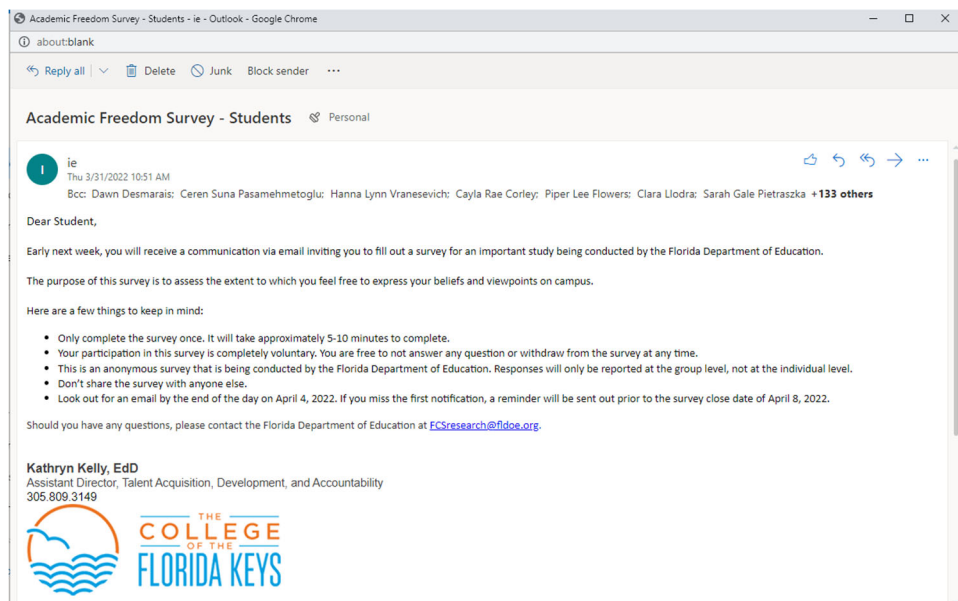 Academic Freedom Survey - Students - ie - Outlook - Google Chrome
about:blank
Reply all Delete Junk Block sender ...
Academic Freedom Survey - Students Personal
I
ie
Thu 3/31/2022 10:51 AM
Bcc: Dawn Desmarais; Ceren Suna Pasamehmetoglu; Hanna Lynn Vranesevich; Cayla Rae Corley; Piper Lee Flowers; Clara Llodra; Sarah Gale Pietraszka +133 others
Dear Student,
Early next week, you will receive a communication via email inviting you to fill out a survey for an important study being conducted by the Florida Department of Education.
The purpose of this survey is to assess the extent to which you feel free to express your beliefs and viewpoints on campus.
Here are a few things to keep in mind:
• Only complete the survey once. It will take approximately 5-10 minutes to complete.
• Your participation in this survey is completely voluntary. You are free to not answer any question or withdraw from the survey at any time.
• This is an anonymous survey that is being conducted by the Florida Department of Education. Responses will only be reported at the group level, not at the individual level.
• Don't share the survey with anyone else.
• Look out for an email by the end of the day on April 4, 2022. If you miss the first notification, a reminder will be sent out prior to the survey close date of April 8, 2022.
Should you have any questions, please contact the Florida Department of Education at FCSresearch@fldoe.org.
Kathryn Kelly, EdD
Assistant Director, Talent Acquisition, Development, and Accountability
305.809.3149
THE
COLLEGE
OF THE
FLORIDA KEYS